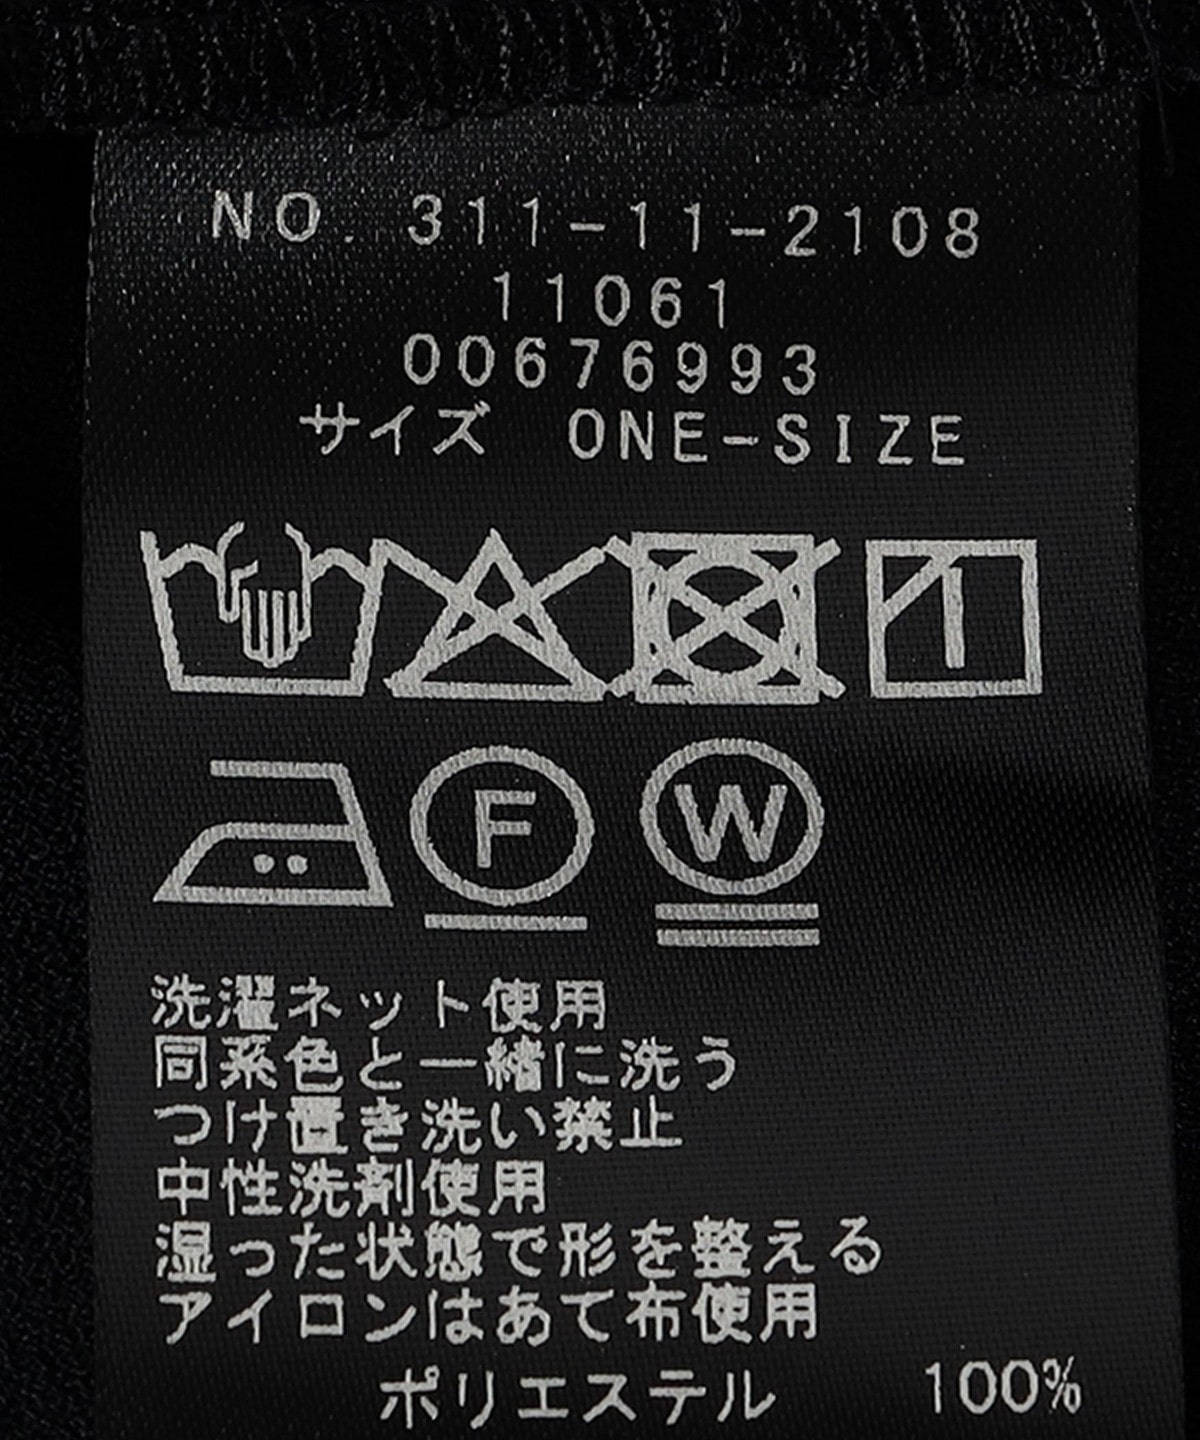 NO. 311-11-2108
11061
00676993
サイズ ONE-SIZE
F W
洗濯ネット使用
同系色と一緒に洗う
つけ置き洗い禁止
中性洗剤使用
湿った状態で形を整える
アイロンはあて布使用
ポリエステル 100%